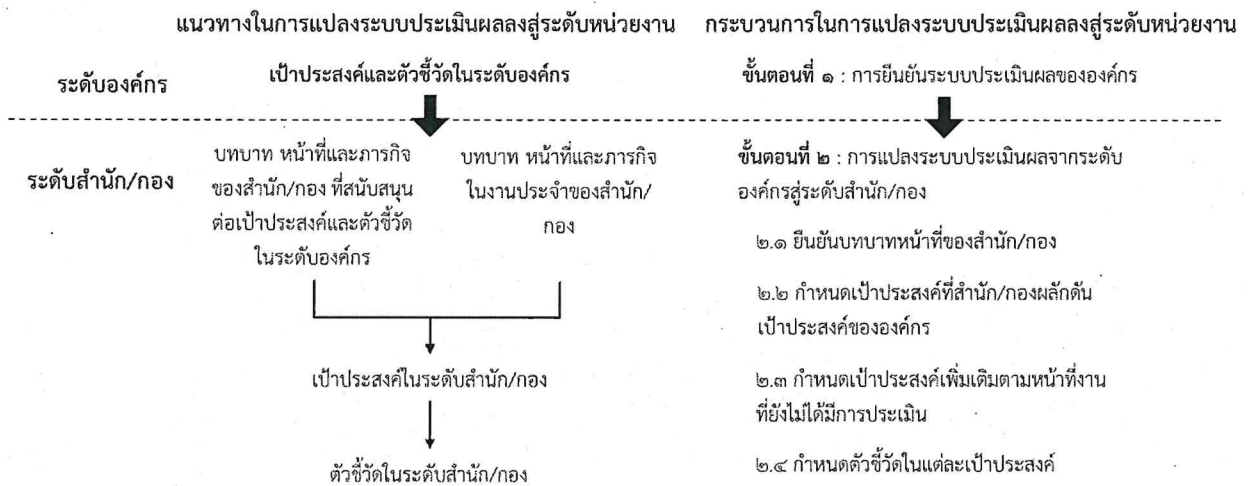 แนวทางในการแปลงระบบประเมินผลลงสู่ระดับหน่วยงาน
กระบวนการในการแปลงระบบประเมินผลลงสู่ระดับหน่วยงาน
ระดับองค์กร
เป้าประสงค์และตัวชี้วัดในระดับองค์กร
ขั้นตอนที่ ๑ : การยืนยันระบบประเมินผลขององค์กร
ระดับสำนัก/กอง
บทบาท หน้าที่และภารกิจ
ของสำนัก/กอง ที่สนับสนุน
ต่อเป้าประสงค์และตัวชี้วัด
ในระดับองค์กร
บทบาท หน้าที่และภารกิจ
ในงานประจำของสำนัก/
กอง
เป้าประสงค์ในระดับสำนัก/กอง
ตัวชี้วัดในระดับสำนัก/กอง
ขั้นตอนที่ ๒ : การแปลงระบบประเมินผลจากระดับ
องค์กรสู่ระดับสำนัก/กอง
๒.๑ ยืนยันบทบาทหน้าที่ของสำนัก/กอง
๒.๒ กำหนดเป้าประสงค์ที่สำนัก/กองผลักดัน
เป้าประสงค์ขององค์กร
๒.๓ กำหนดเป้าประสงค์เพิ่มเติมตามหน้าที่งาน
ที่ยังไม่ได้มีการประเมิน
๒.๔ กำหนดตัวชี้วัดในแต่ละเป้าประสงค์